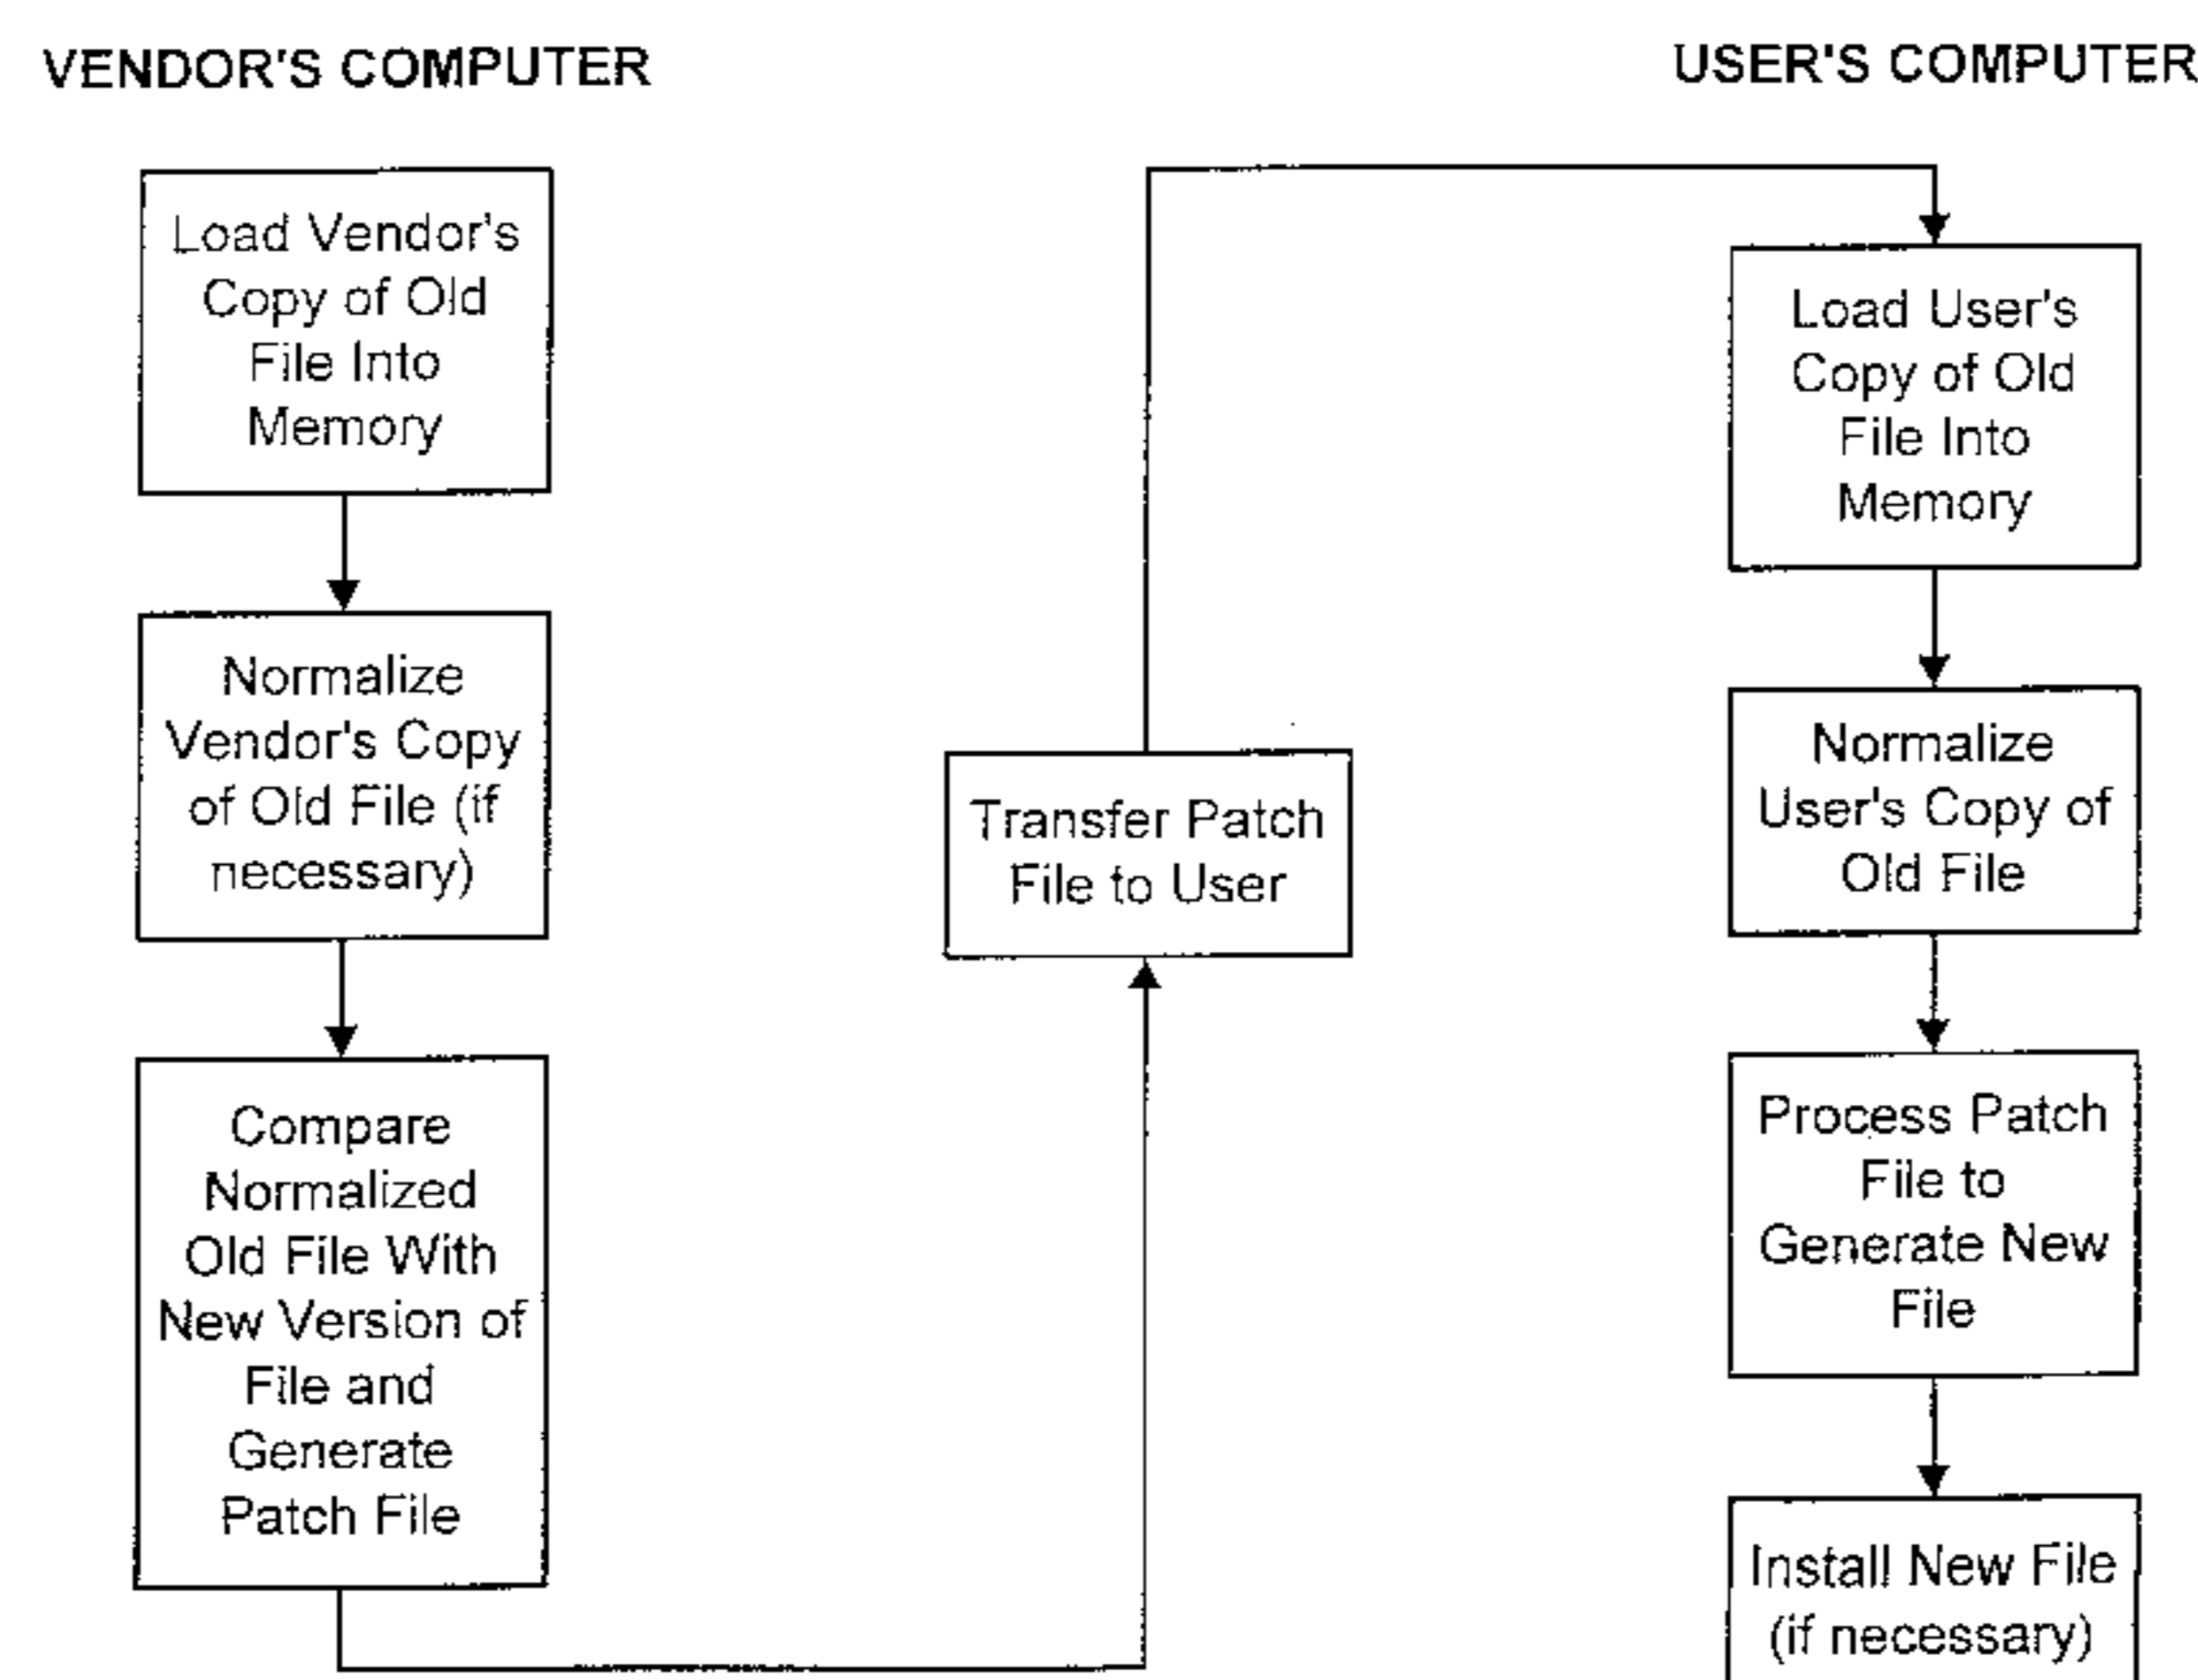 VENDOR'S COMPUTER
USER'S COMPUTER
Load Vendor's
Copy of Old
File Into
Memory
Normalize
Vendor's Copy
of Old File (if
necessary)
Compare
Normalized
Old File With
New Version of
File and
Generate
Patch File
Transfer Patch
File to User
Load User's
Copy of Old
File Into
Memory
Normalize
User's Copy of
Old File
Process Patch
File to
Generate New
File
Install New File
(if necessary)